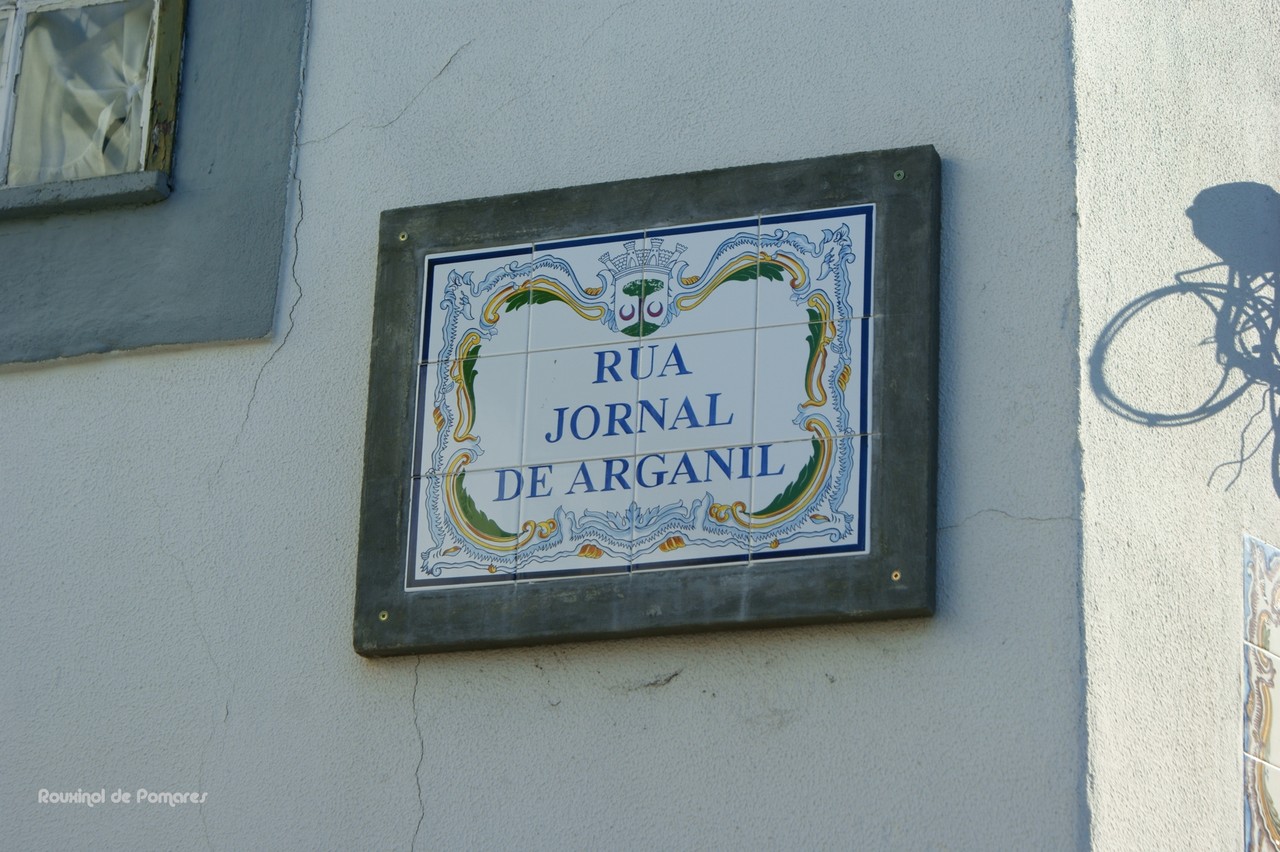 RUA
JORNAL
DE ARGANIL
Rouxinol de Pomares